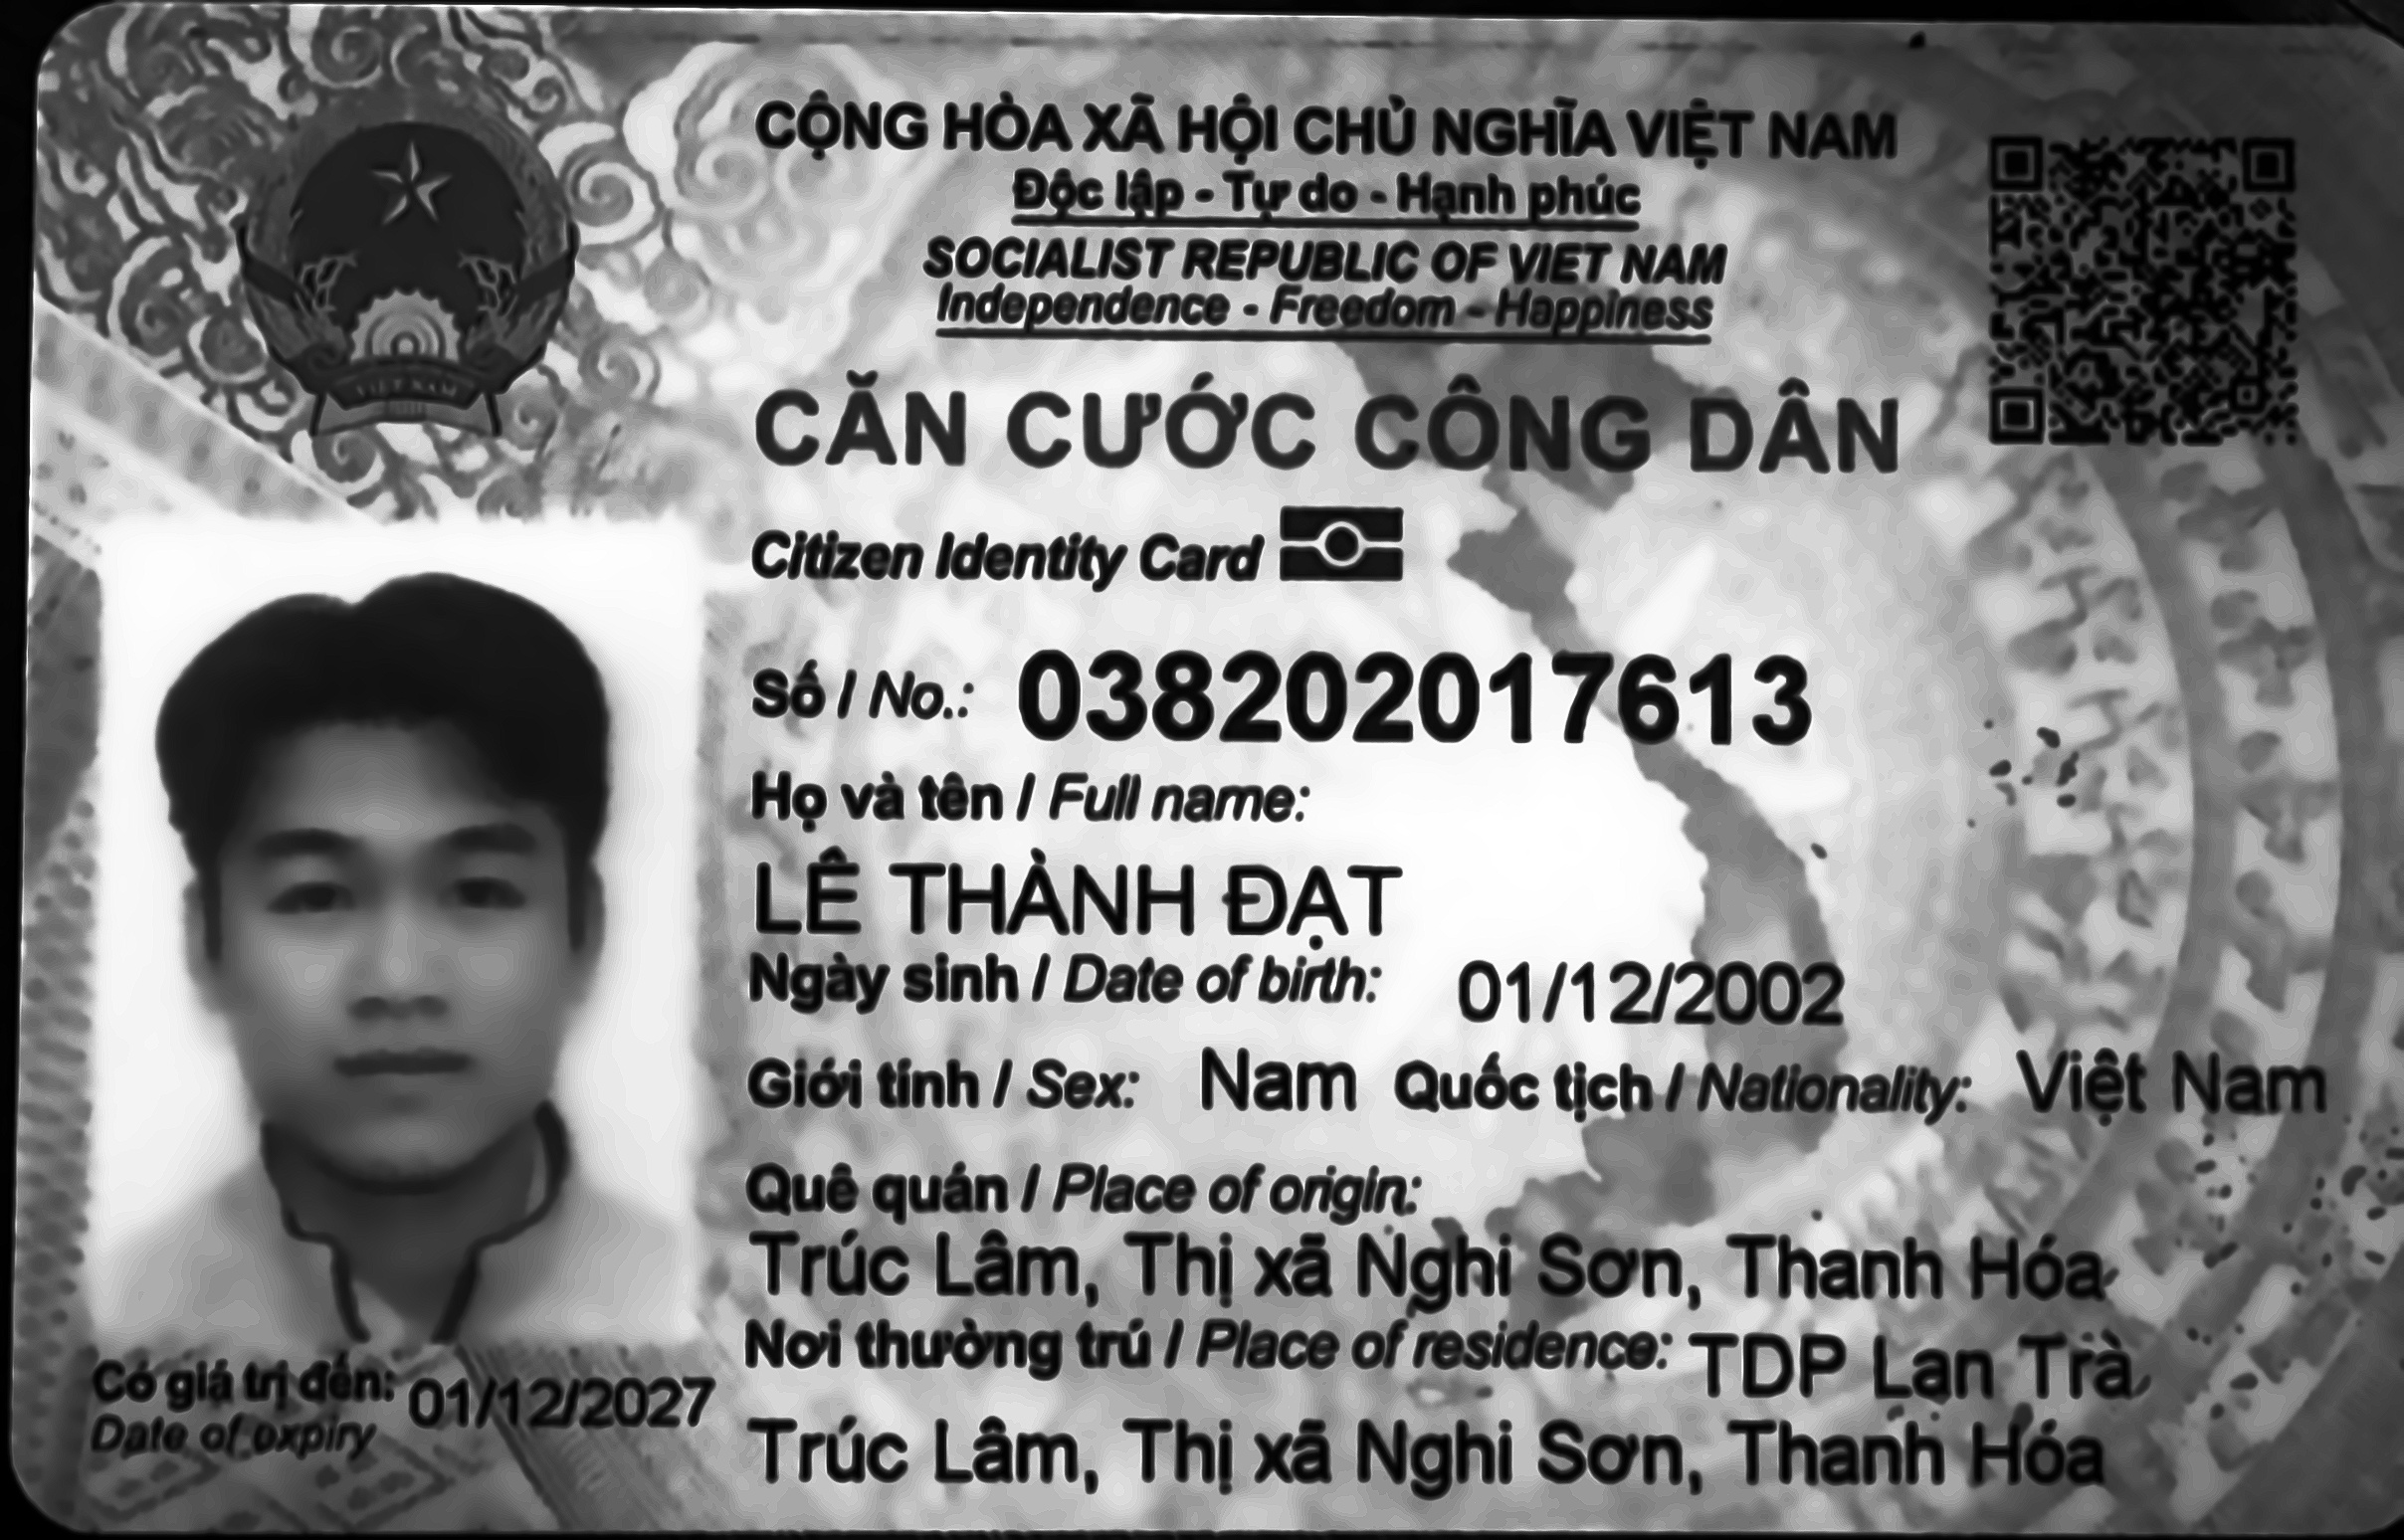 CỘNG HÒA XÃ HỘI CHỦ NGHĨA VIỆT NAM
Độc lập - Tự do - Hạnh phúc
SOCIALIST REPUBLIC OF VIET NAM
Independence - Freedom - Happiness
VIỆT NAM
CĂN CƯỚC CÔNG DÂN
Citizen Identity Card
Số / No.: 038202017613
Họ và tên / Full name:
LÊ THÀNH ĐẠT
Ngày sinh / Date of birth: 01/12/2002
Giới tính / Sex: Nam Quốc tịch / Nationality: Việt Nam
Quê quán / Place of origin:
Trúc Lâm, Thị xã Nghi Sơn, Thanh Hóa
Nơi thường trú / Place of residence: TDP Lan Trà,
Trúc Lâm, Thị xã Nghi Sơn, Thanh Hóa
Có giá trị đến: 01/12/2027
Date of expiry